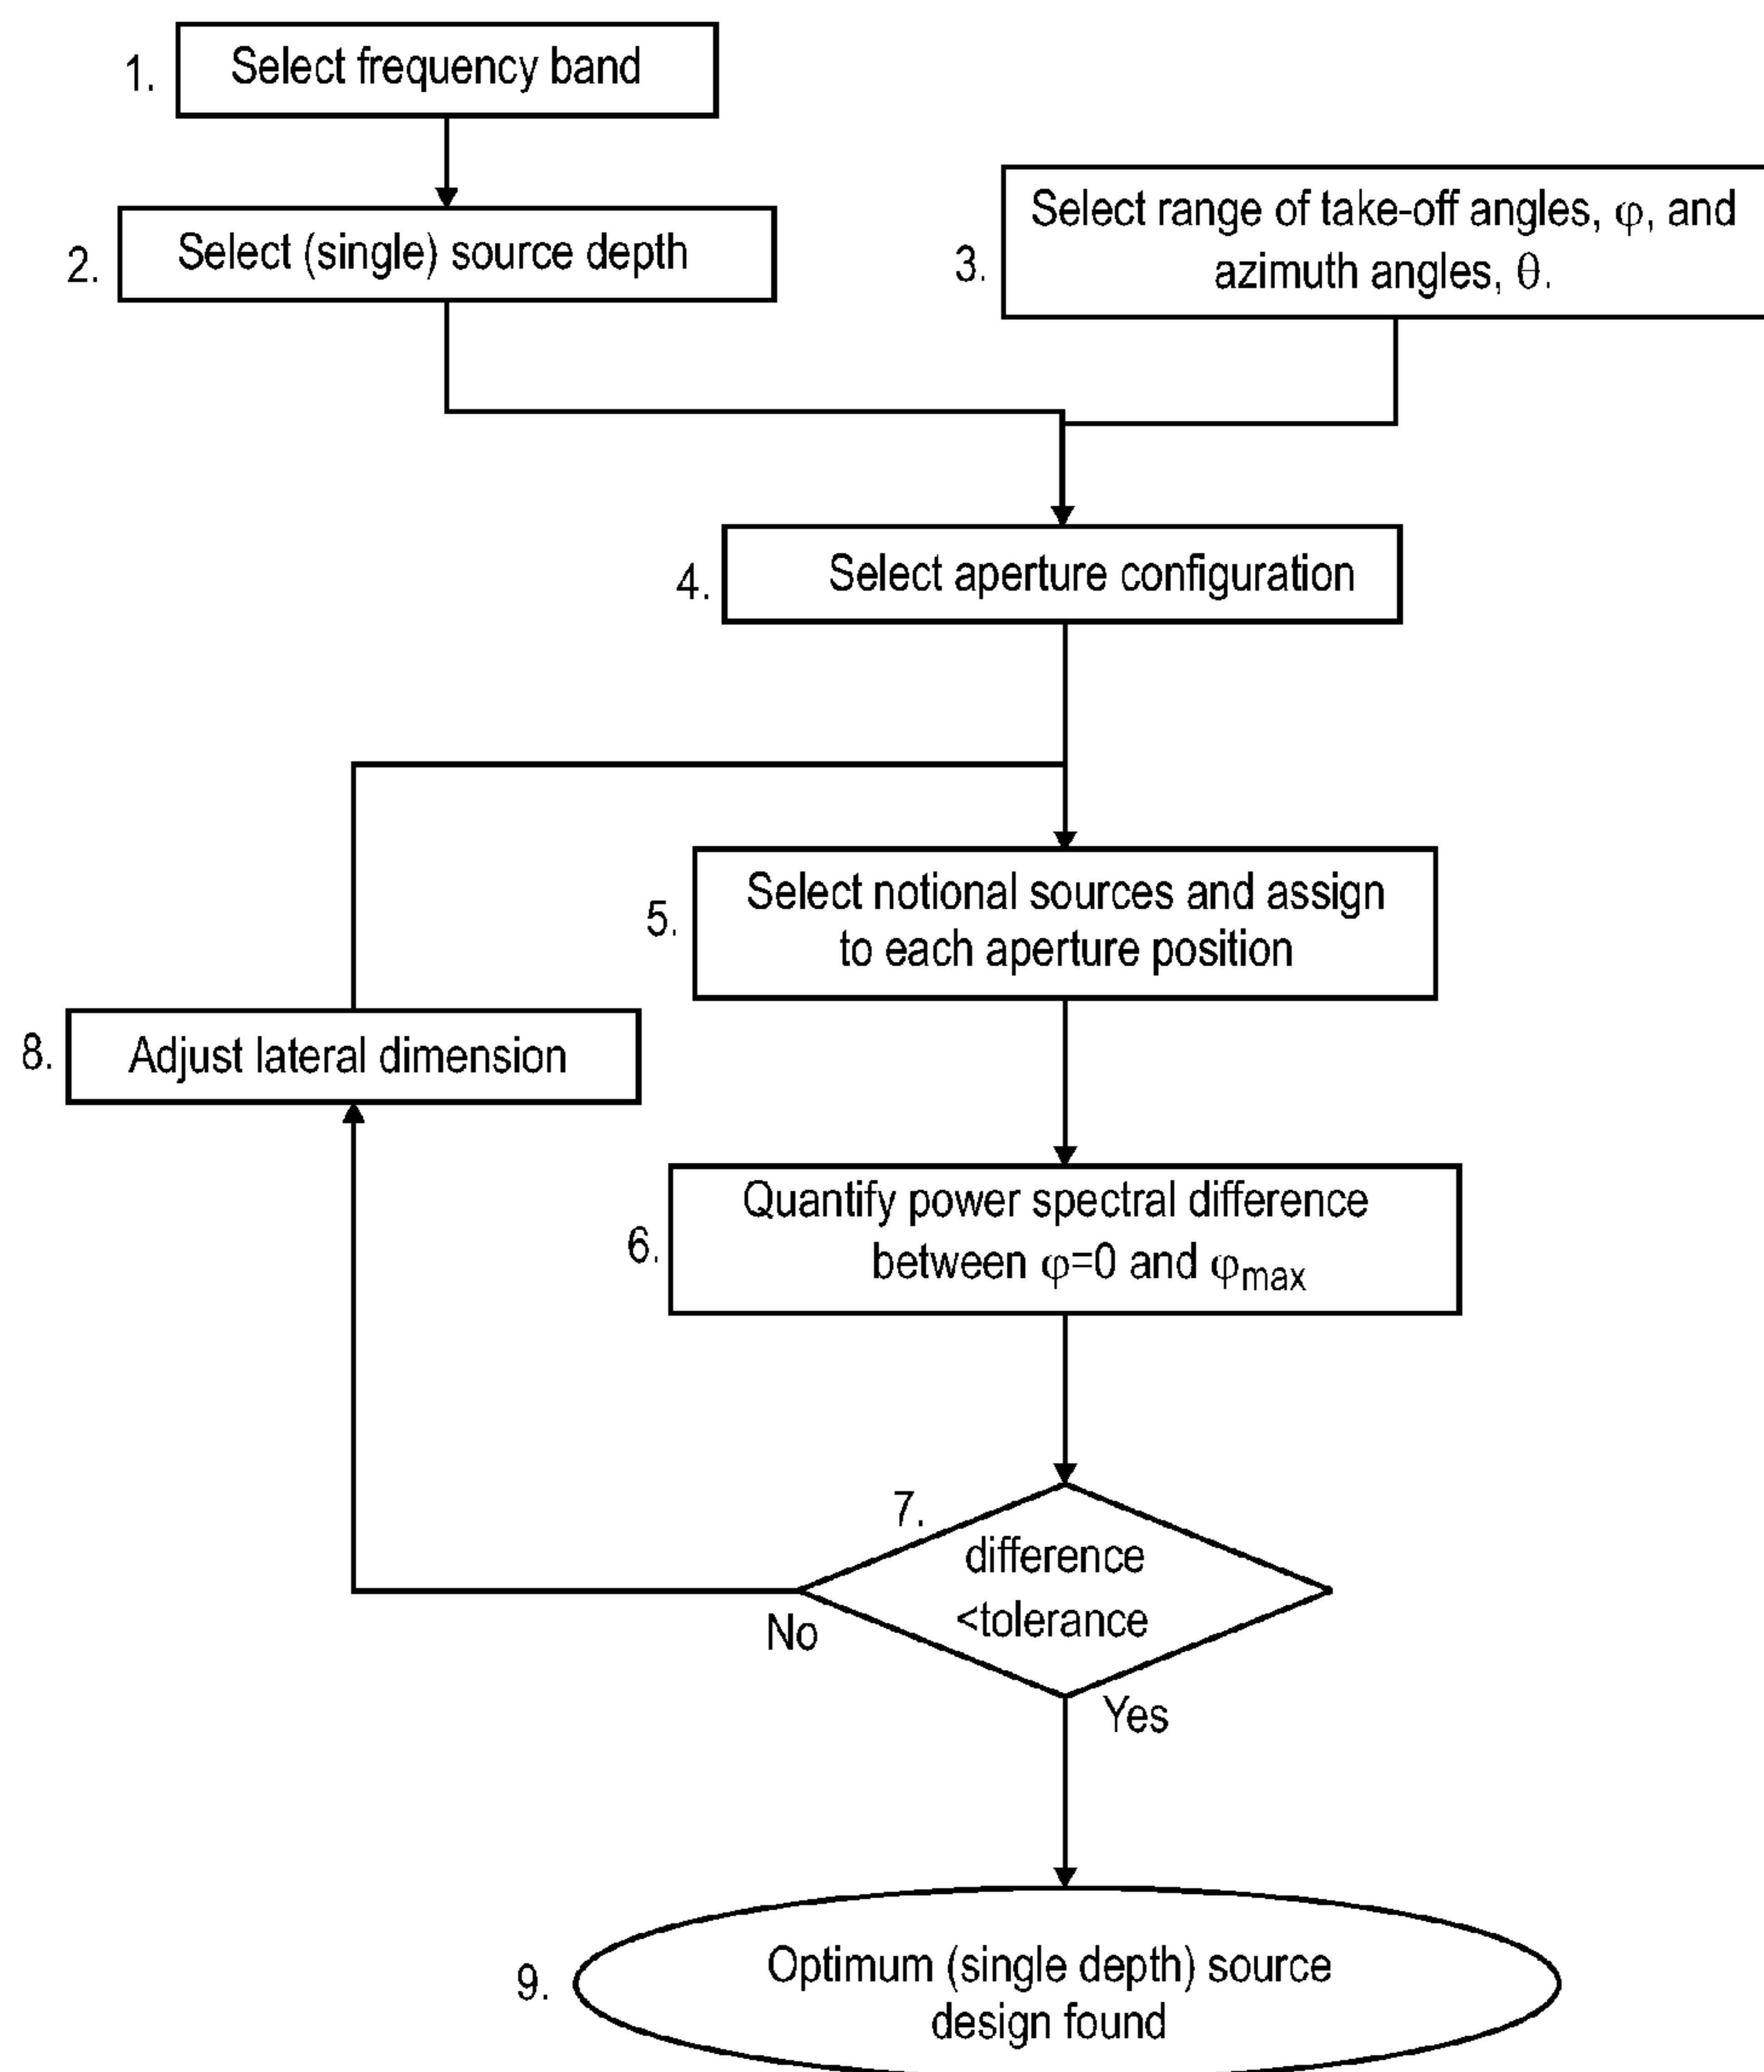 1.
Select frequency band
2.
Select (single) source depth
3.
Select range of take-off angles, φ, and
azimuth angles, θ.
4.
Select aperture configuration
5.
Select notional sources and assign
to each aperture position
8.
Adjust lateral dimension
6.
Quantify power spectral difference
between φ=0 and φmax
7.
difference
<tolerance
No
Yes
9.
Optimum (single depth) source
design found